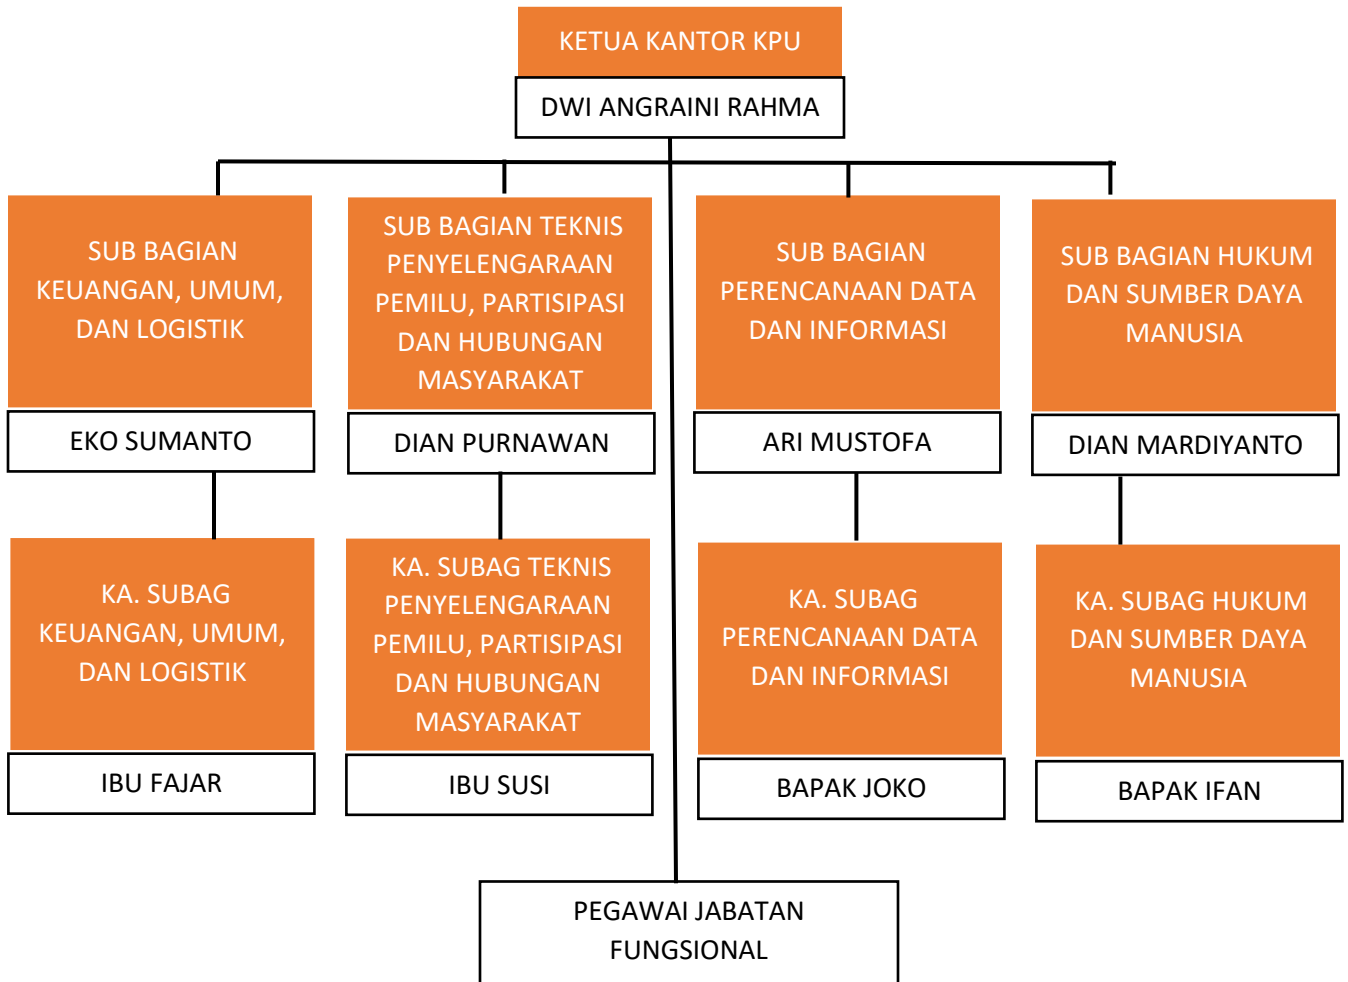 KETUA KANTOR KPU
DWI ANGRAINI RAHMA
SUB BAGIAN
KEUANGAN, UMUM,
DAN LOGISTIK
EKO SUMANTO
SUB BAGIAN TEKNIS
PENYELENGARAAN
PEMILU, PARTISIPASI
DAN HUBUNGAN
MASYARAKAT
DIAN PURNAWAN
SUB BAGIAN
PERENCANAAN DATA
DAN INFORMASI
ARI MUSTOFA
SUB BAGIAN HUKUM
DAN SUMBER DAYA
MANUSIA
DIAN MARDIYANTO
KA. SUBAG
KEUANGAN, UMUM,
DAN LOGISTIK
IBU FAJAR
KA. SUBAG TEKNIS
PENYELENGARAAN
PEMILU, PARTISIPASI
DAN HUBUNGAN
MASYARAKAT
IBU SUSI
KA. SUBAG
PERENCANAAN DATA
DAN INFORMASI
BAPAK JOKO
KA. SUBAG HUKUM
DAN SUMBER DAYA
MANUSIA
BAPAK IFAN
PEGAWAI JABATAN
FUNGSIONAL